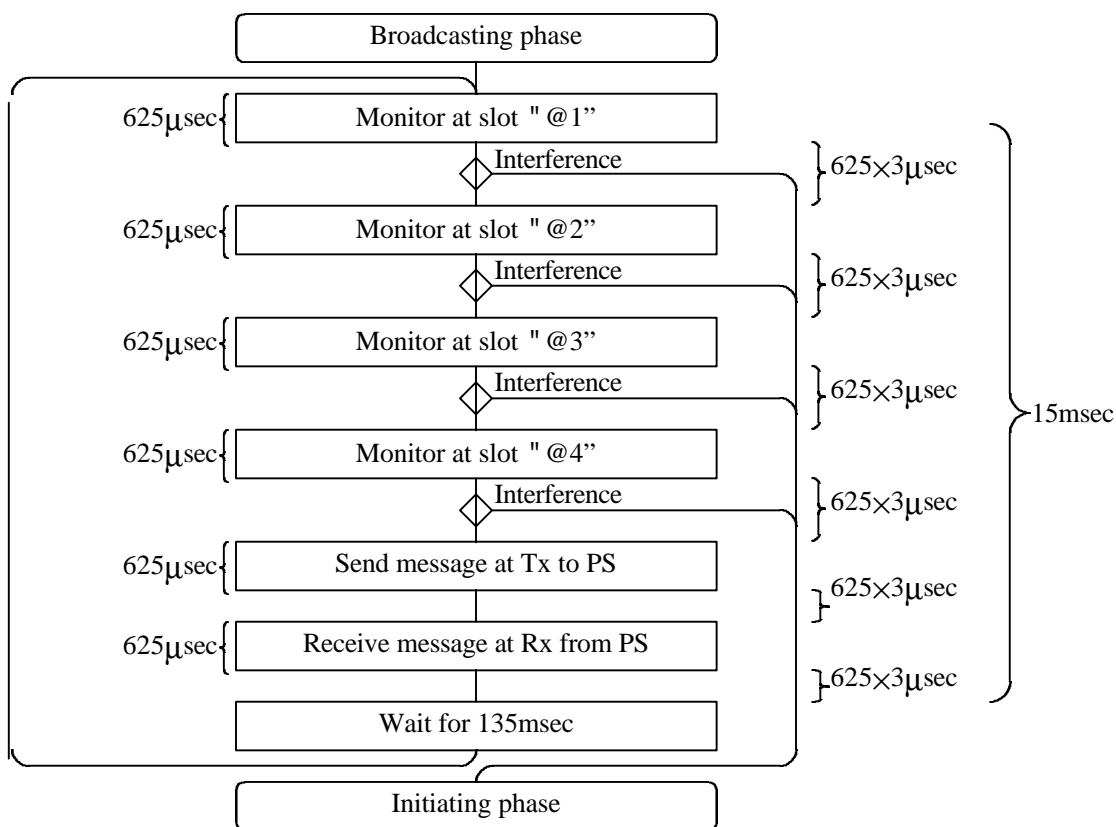 Broadcasting phase
625μsec
Monitor at slot " @1”
Interference
625×3μsec
625μsec
Monitor at slot " @2”
Interference
625×3μsec
625μsec
Monitor at slot " @3”
Interference
625×3μsec
15msec
625μsec
Monitor at slot " @4”
Interference
625×3μsec
625μsec
Send message at Tx to PS
625×3μsec
625μsec
Receive message at Rx from PS
625×3μsec
Wait for 135msec
Initiating phase